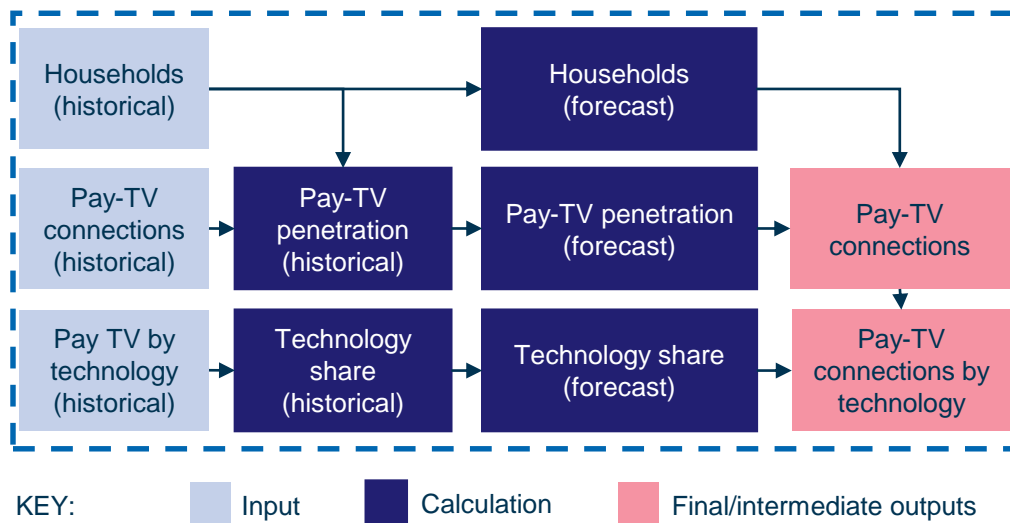 Households
(historical)
Households
(forecast)
Pay-TV
connections
(historical)
Pay-TV
penetration
(historical)
Pay-TV penetration
(forecast)
Pay-TV
connections
Pay TV by
technology
(historical)
Technology
share
(historical)
Technology share
(forecast)
Pay-TV
connections by
technology
KEY:
Input
Calculation
Final/intermediate outputs